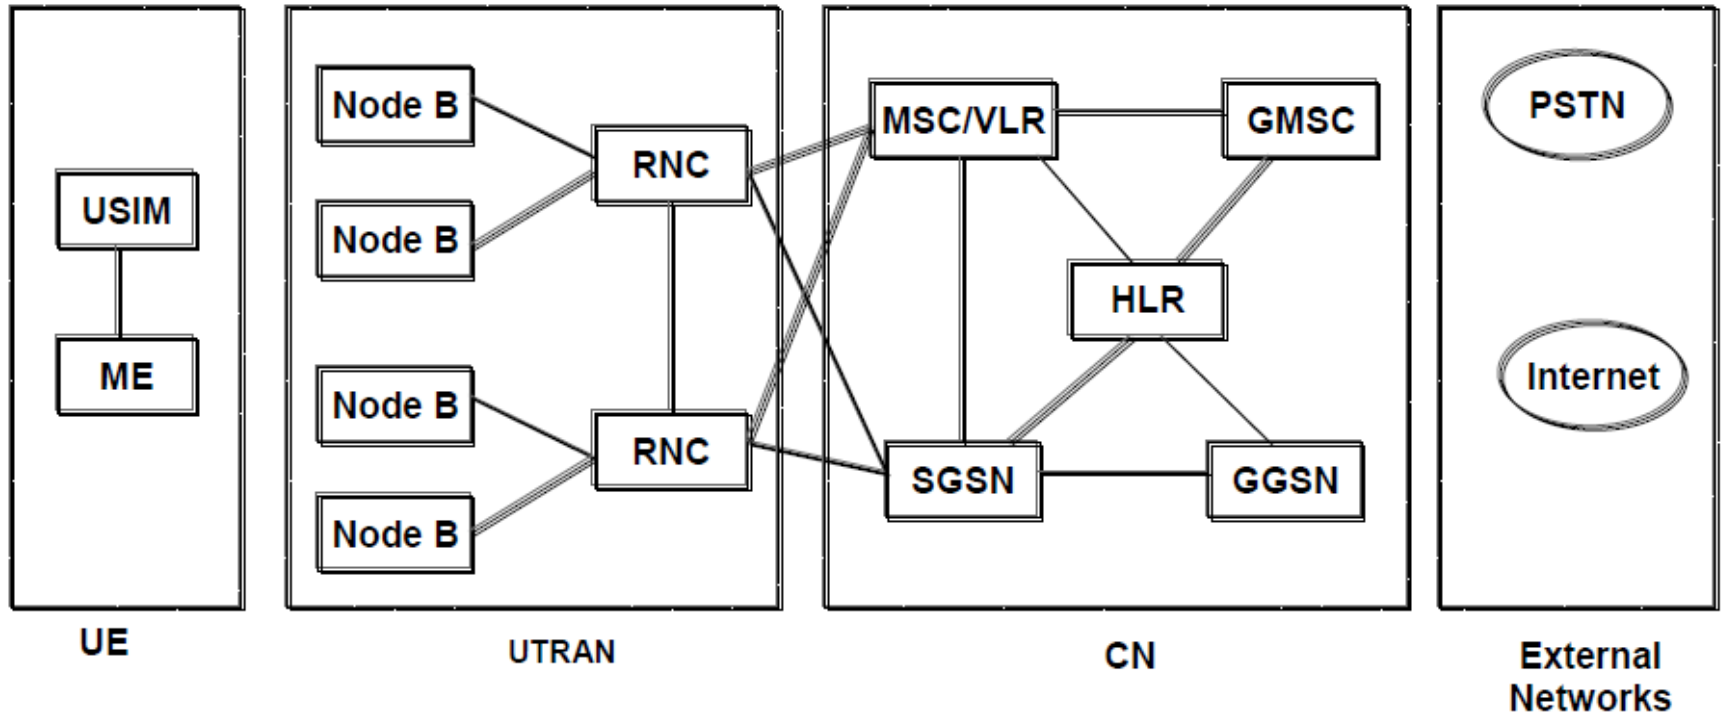 USIM
ME
UE
Node B
Node B
Node B
Node B
RNC
RNC
UTRAN
MSC/VLR
GMSC
HLR
SGSN
GGSN
CN
PSTN
Internet
External
Networks